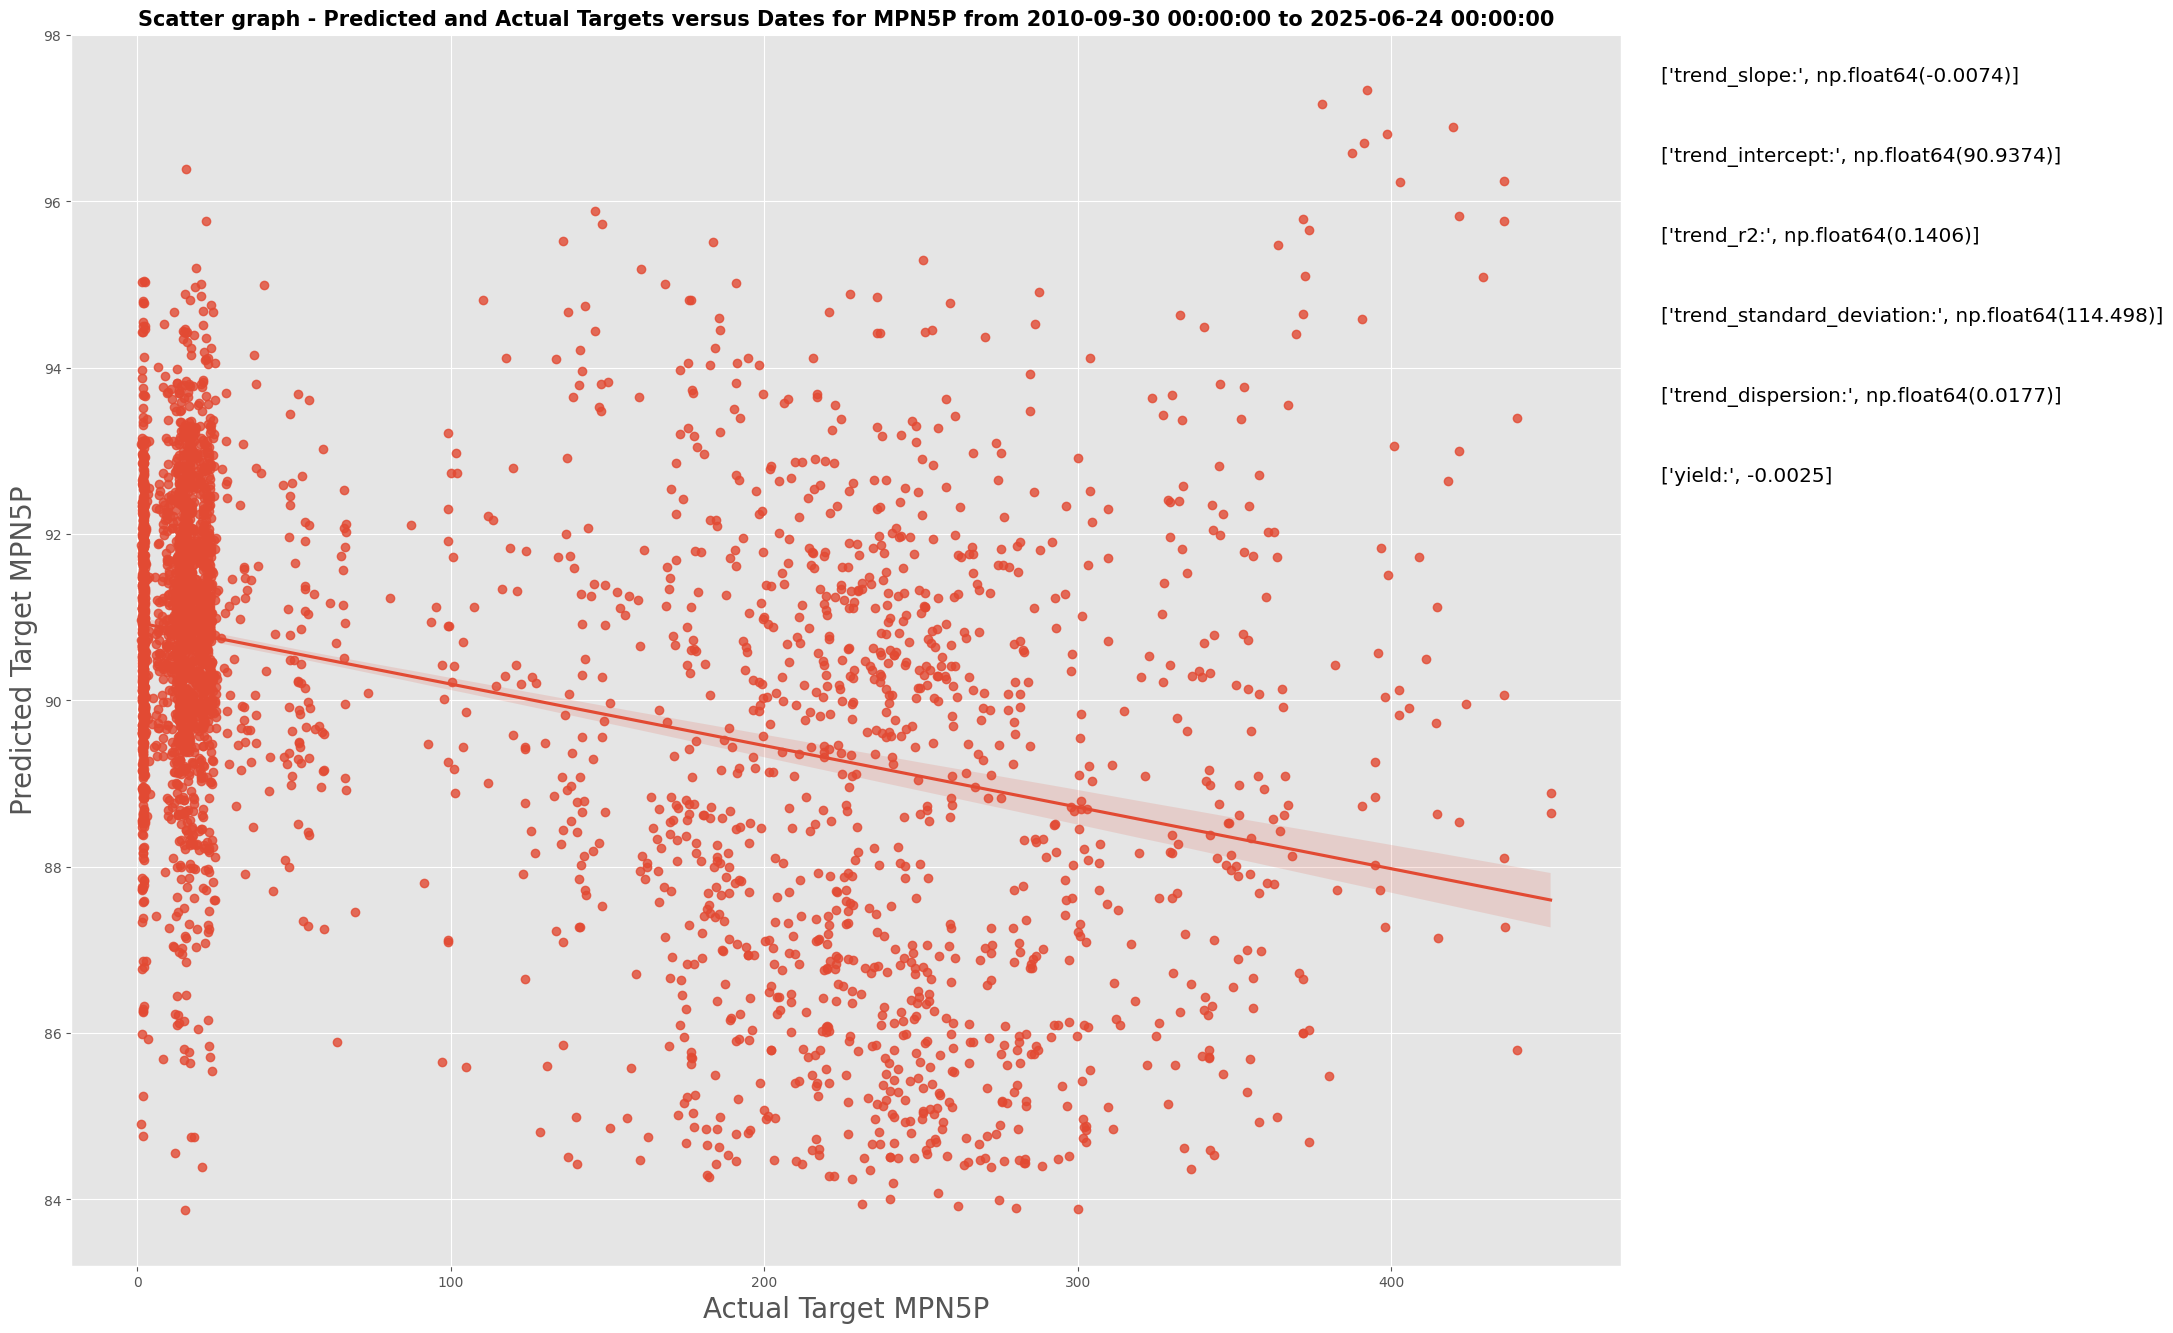 Scatter graph - Predicted and Actual Targets versus Dates for MPN5P from 2010-09-30 00:00:00 to 2025-06-24 00:00:00
98
96
94
92
90
88
86
84
Predicted Target MPN5P
0 100 200 300 400
Actual Target MPN5P
['trend_slope:', np.float64(-0.0074)]
['trend_intercept:', np.float64(90.9374)]
['trend_r2:', np.float64(0.1406)]
['trend_standard_deviation:', np.float64(114.498)]
['trend_dispersion:', np.float64(0.0177)]
['yield:', -0.0025]